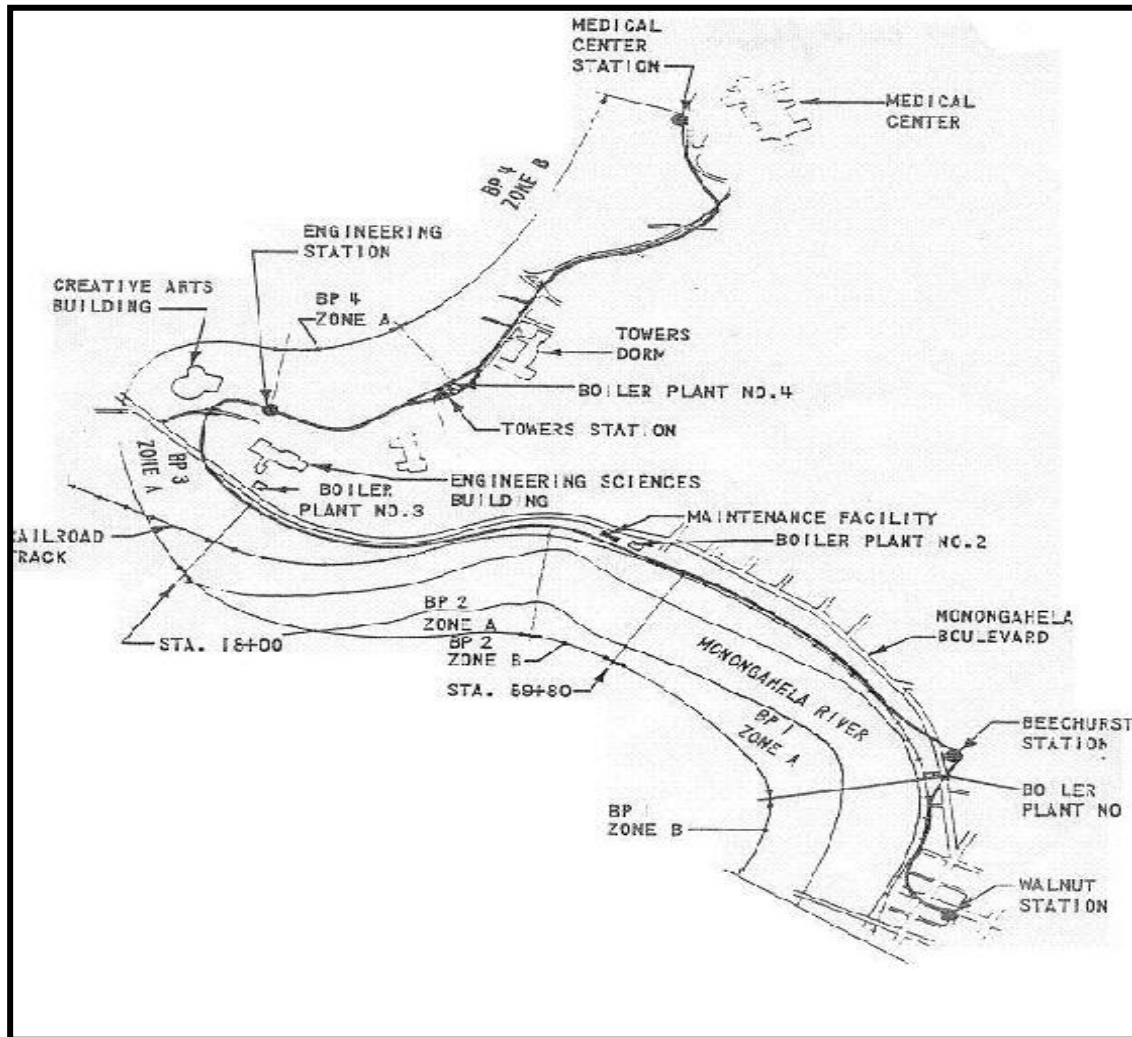 MEDICAL
CENTER
STATION
MEDICAL
CENTER
BP 4
ZONE B
ENGINEERING
STATION
CREATIVE ARTS
BUILDING
BP 4
ZONE A
TOWERS
DORM
BOILER PLANT NO.4
TOWERS STATION
BP 3
ZONE A
ENGINEERING SCIENCES
BUILDING
BOILER
PLANT NO.3
MAINTENANCE FACILITY
BOILER PLANT NO.2
RAILROAD
TRACK
STA. 18+00
BP 2
ZONE A
BP 2
ZONE B
STA. 69+80
MONONGAHELA
BOULEVARD
MONONGAHELA RIVER
BP 1
ZONE A
BEECHURST
STATION
BOILER
PLANT NO
BP 1
ZONE B
WALNUT
STATION